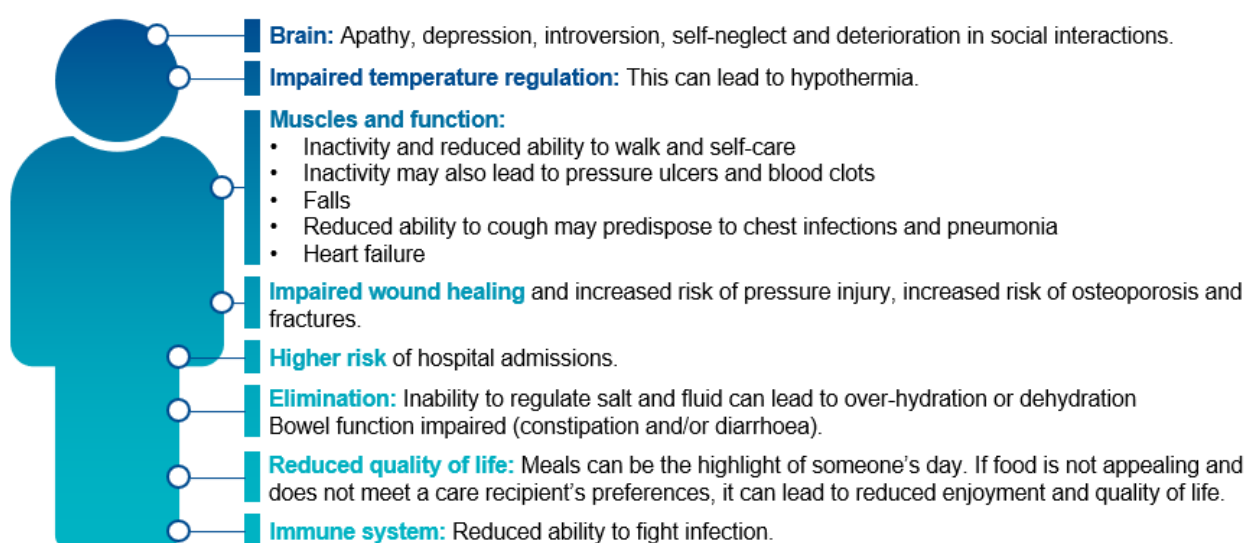 Brain: Apathy, depression, introversion, self-neglect and deterioration in social interactions.
Impaired temperature regulation: This can lead to hypothermia.
Muscles and function:
• Inactivity and reduced ability to walk and self-care
• Inactivity may also lead to pressure ulcers and blood clots
• Falls
• Reduced ability to cough may predispose to chest infections and pneumonia
• Heart failure
Impaired wound healing and increased risk of pressure injury, increased risk of osteoporosis and
fractures.
Higher risk of hospital admissions.
Elimination: Inability to regulate salt and fluid can lead to over-hydration or dehydration
Bowel function impaired (constipation and/or diarrhoea).
Reduced quality of life: Meals can be the highlight of someone’s day. If food is not appealing and
does not meet a care recipient’s preferences, it can lead to reduced enjoyment and quality of life.
Immune system: Reduced ability to fight infection.